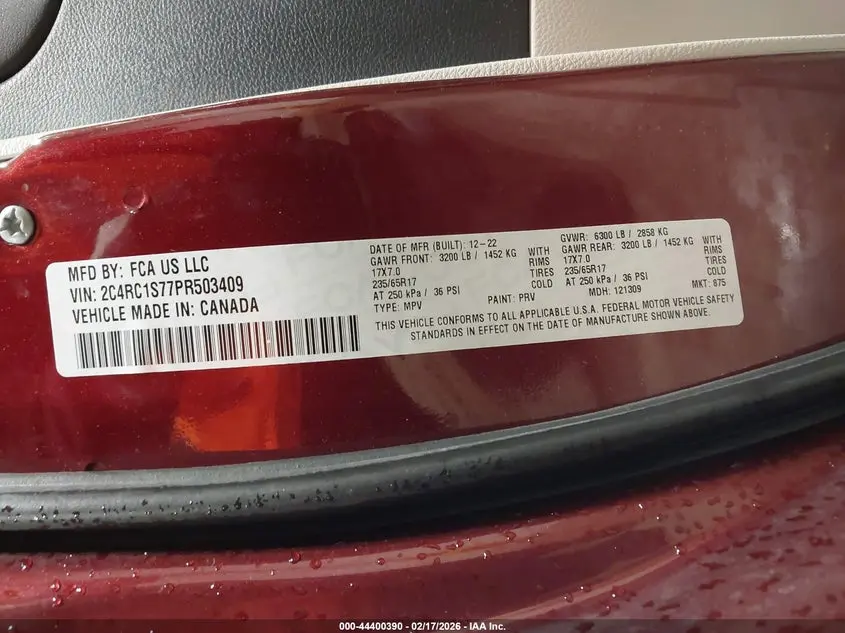 MFD BY: FCA US LLC
VIN: 2C4RC1S77PR503409
VEHICLE MADE IN: CANADA
DATE OF MFR (BUILT): 12-22
GAWR FRONT: 3200 LB / 1452 KG WITH
17X7.0 RIMS
235/65R17 TIRES
AT 250 kPa / 36 PSI COLD
TYPE: MPV PAINT: PRV
GVWR: 6300 LB / 2858 KG
GAWR REAR: 3200 LB / 1452 KG WITH
17X7.0 RIMS
235/65R17 TIRES
AT 250 kPa / 36 PSI COLD
MDH: 121309 MKT: 875
THIS VEHICLE CONFORMS TO ALL APPLICABLE U.S.A. FEDERAL MOTOR VEHICLE SAFETY
STANDARDS IN EFFECT ON THE DATE OF MANUFACTURE SHOWN ABOVE.
000-44400390 - 02/17/2026 - IAA Inc.